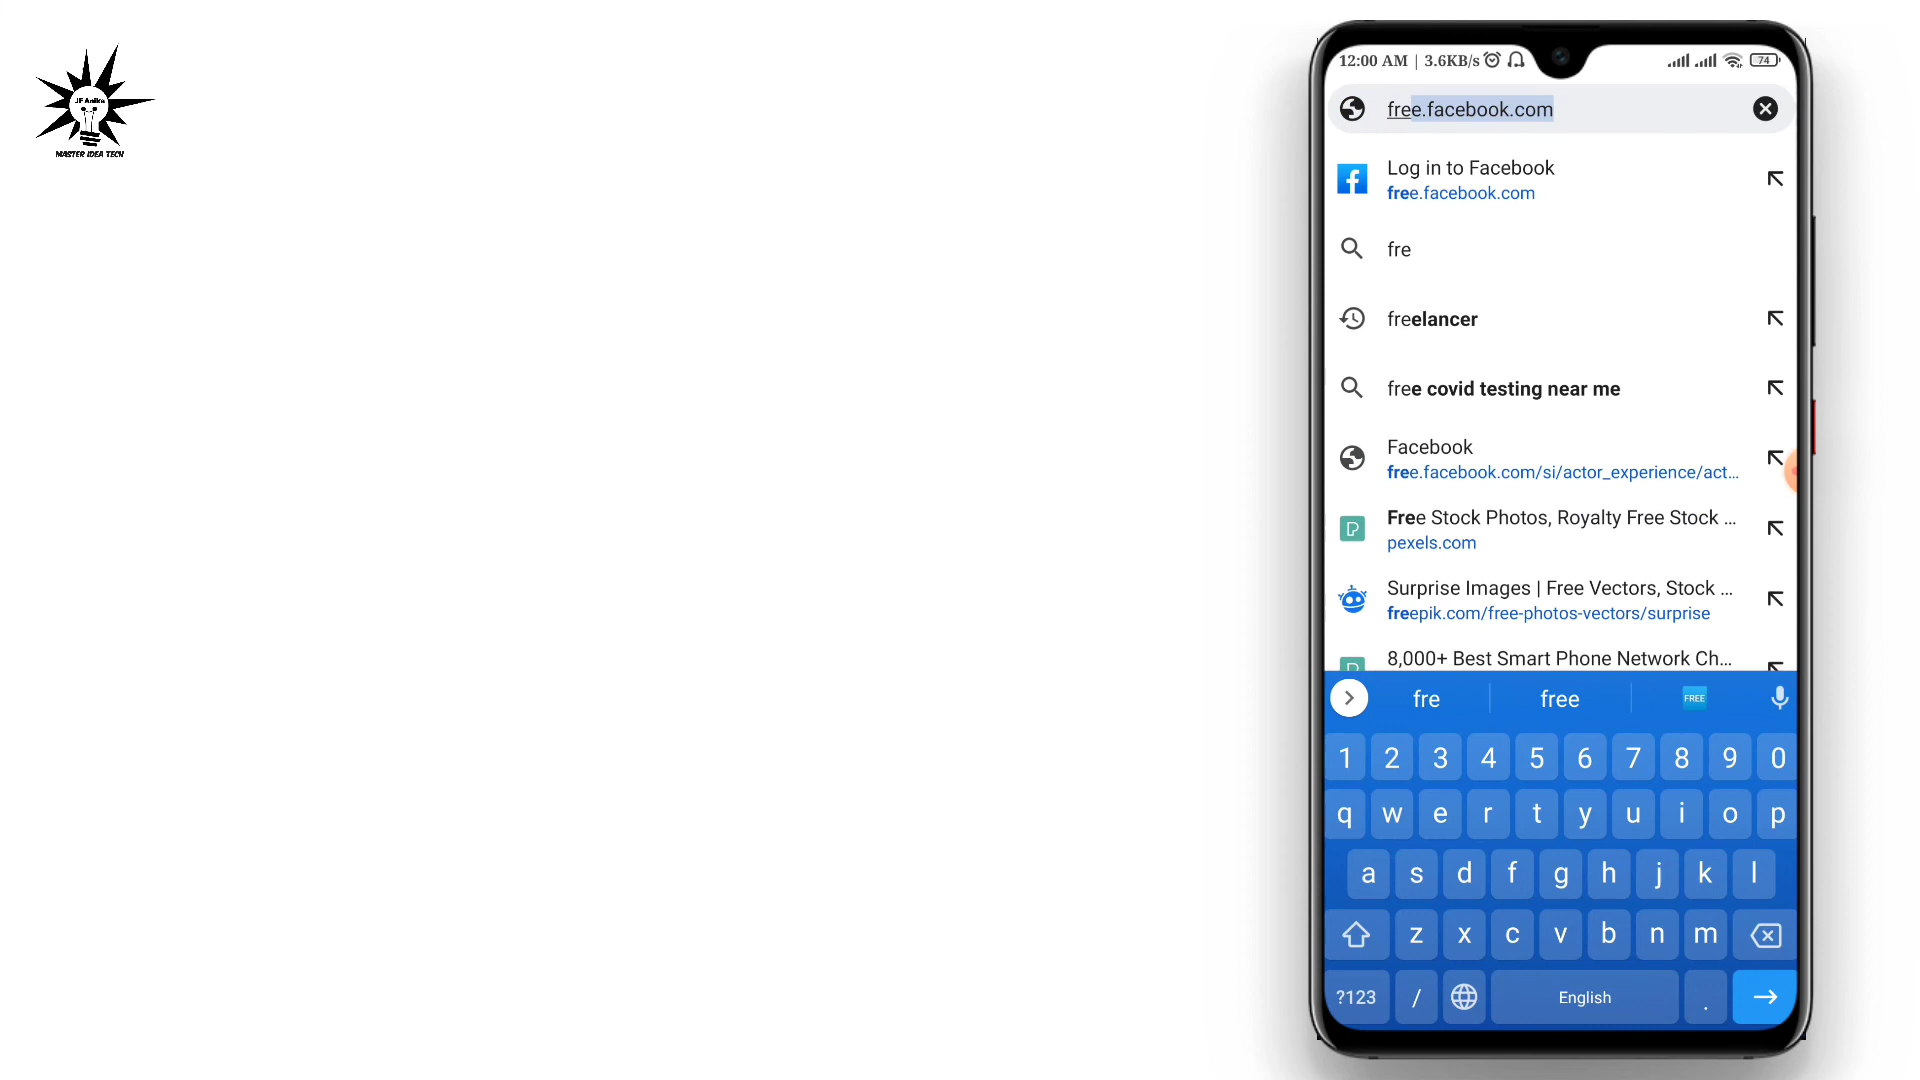 JF Anika
MASTER IDEA TECH
12:00 AM | 3.6KB/s
74
free.facebook.com
Log in to Facebook
free.facebook.com
fre
freelancer
free covid testing near me
Facebook
free.facebook.com/si/actor_experience/act...
Free Stock Photos, Royalty Free Stock ...
pexels.com
Surprise Images | Free Vectors, Stock ...
freepik.com/free-photos-vectors/surprise
8,000+ Best Smart Phone Network Ch...
fre free FREE
1 2 3 4 5 6 7 8 9 0
q w e r t y u i o p
a s d f g h j k l
z x c v b n m
?123 / English .